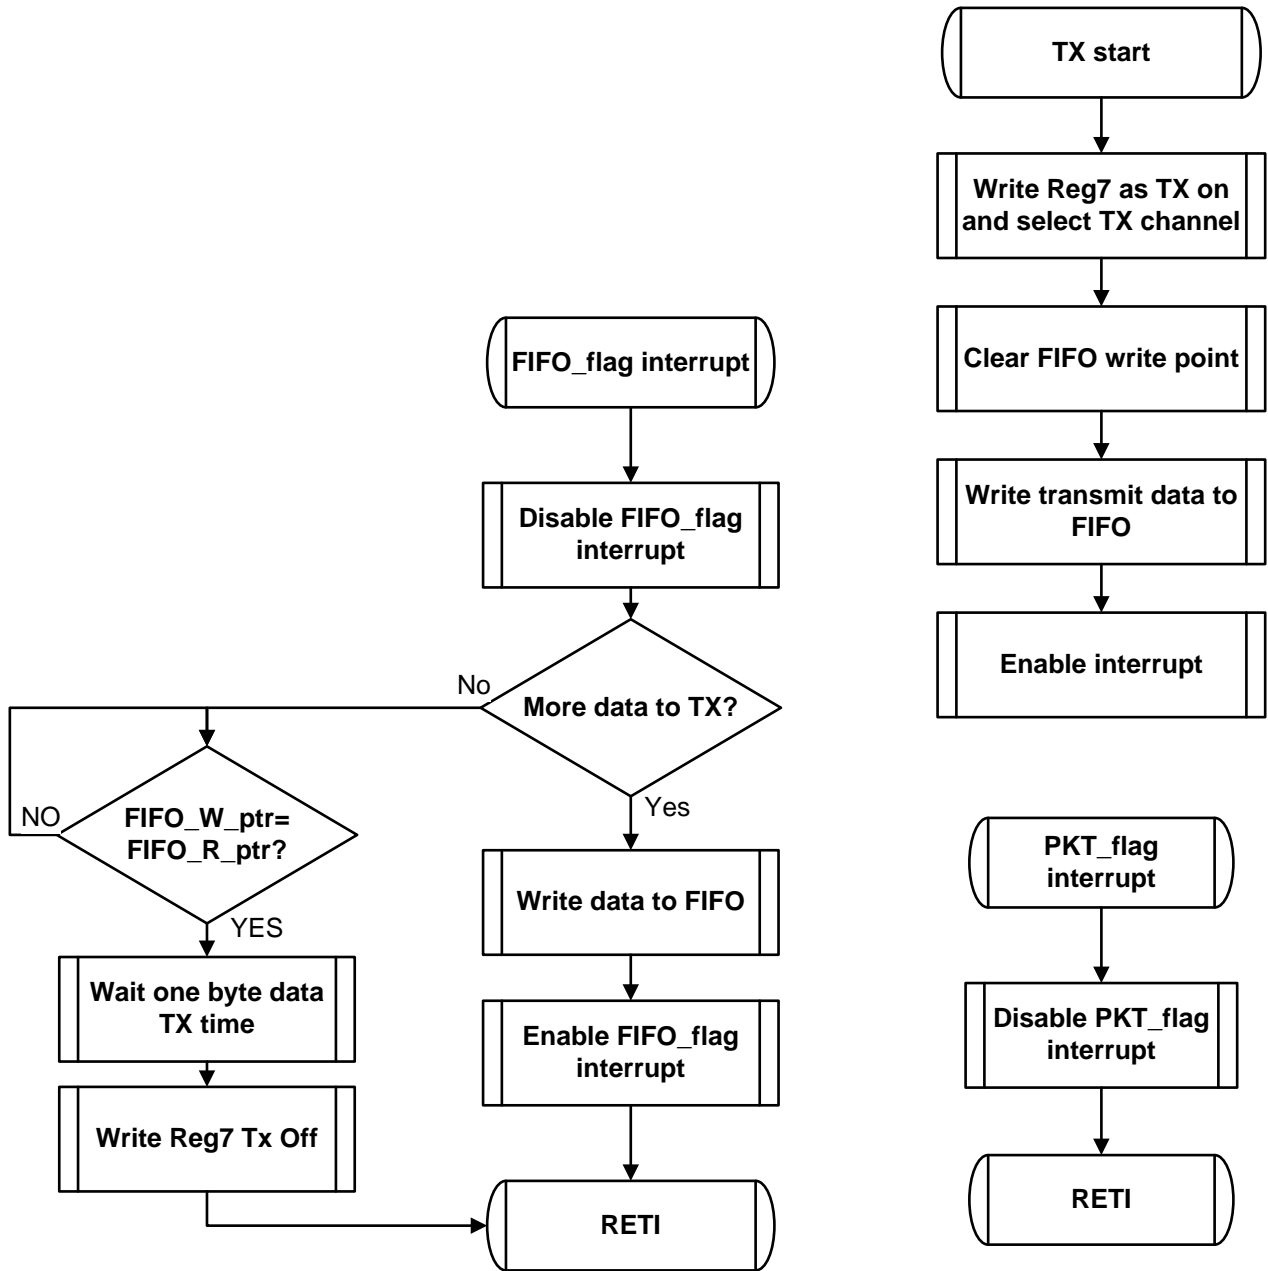 TX start
Write Reg7 as TX on
and select TX channel
Clear FIFO write point
Write transmit data to
FIFO
Enable interrupt
FIFO_flag interrupt
Disable FIFO_flag
interrupt
More data to TX?
No
Yes
FIFO_W_ptr=
FIFO_R_ptr?
NO
YES
Wait one byte data
TX time
Write Reg7 Tx Off
Write data to FIFO
Enable FIFO_flag
interrupt
RETI
PKT_flag
interrupt
Disable PKT_flag
interrupt
RETI